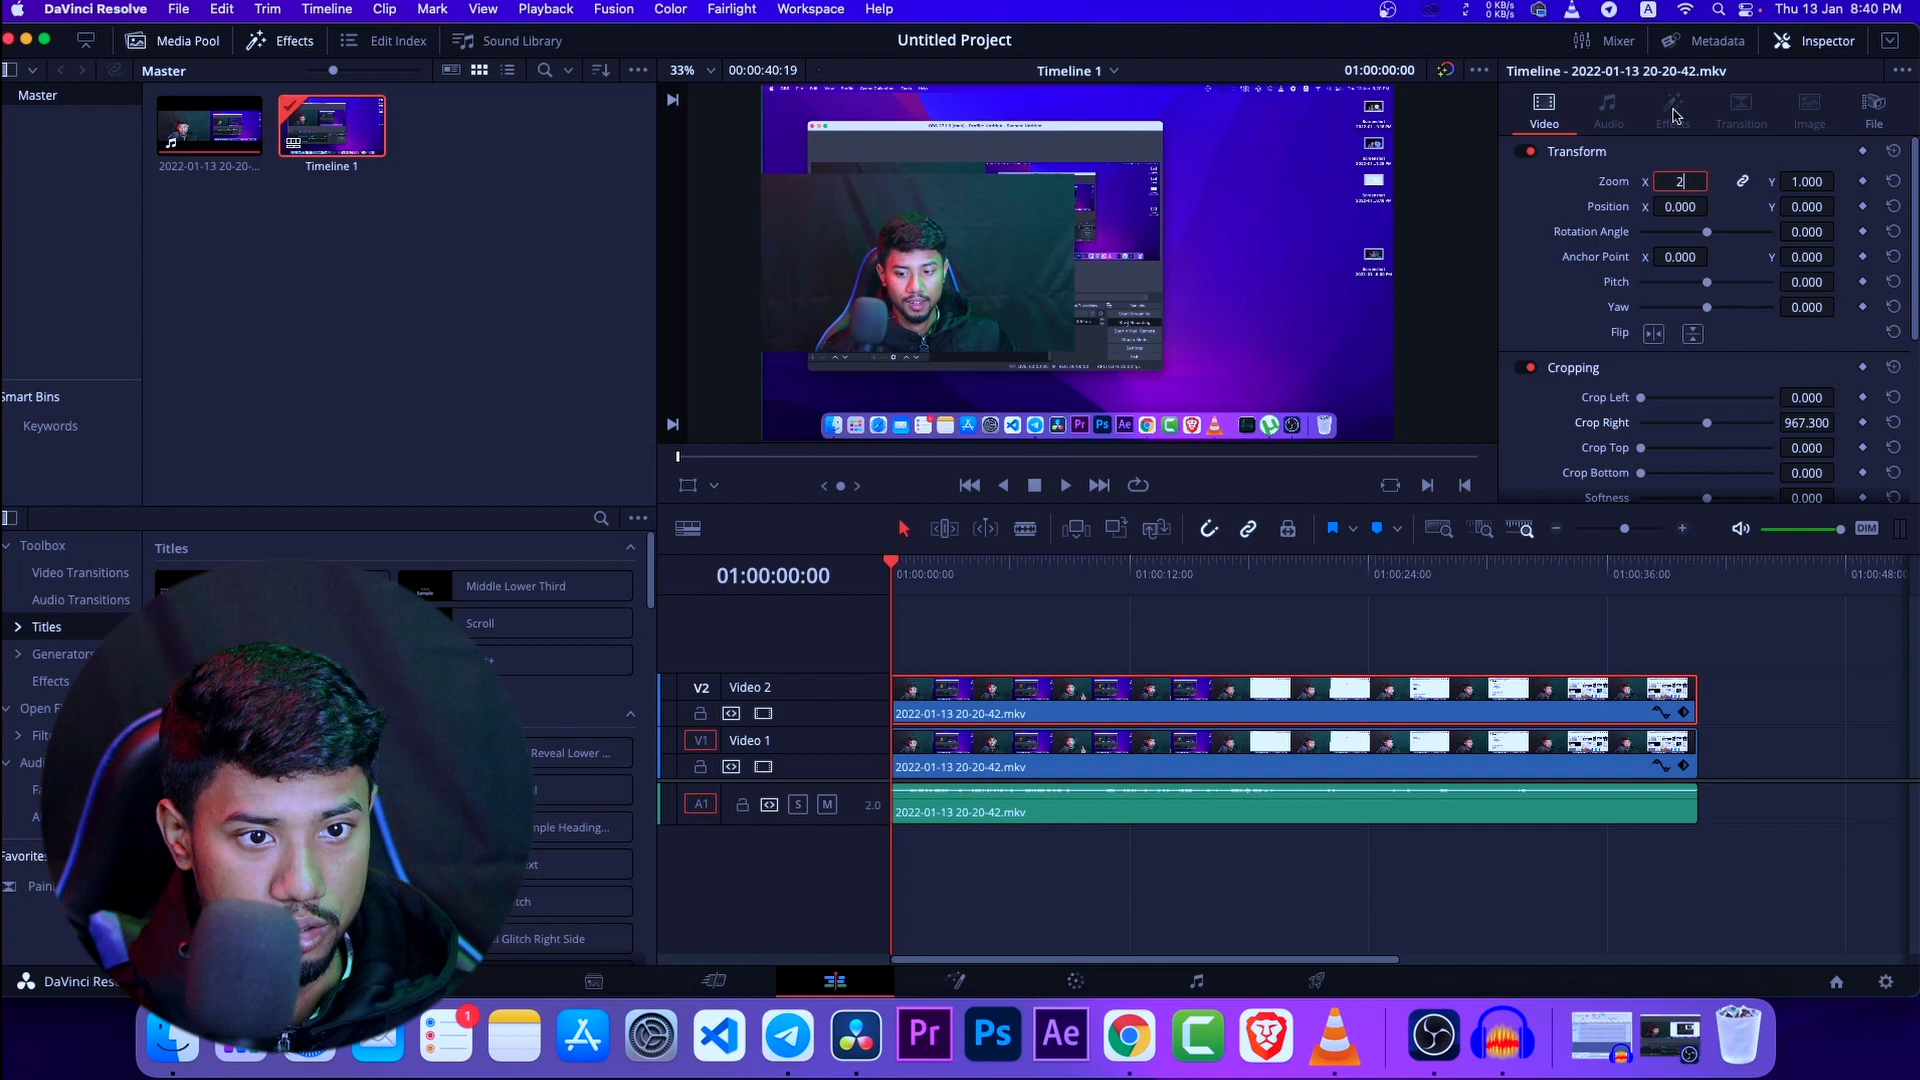 DaVinci Resolve File Edit Trim Timeline Clip Mark View Playback Fusion Color Fairlight Workspace Help
0 KB/s
0 KB/s
A
Thu 13 Jan 8:40 PM
Media Pool Effects Edit Index Sound Library
Untitled Project
Mixer Metadata Inspector
Master
33% 00:00:40:19
Timeline 1
01:00:00:00
Timeline - 2022-01-13 20-20-42.mkv
Master
2022-01-13 20-20-...
Timeline 1
Smart Bins
Keywords
Video Audio Effects Transition Image File
Transform
Zoom X 2 Y 1.000
Position X 0.000 Y 0.000
Rotation Angle 0.000
Anchor Point X 0.000 Y 0.000
Pitch 0.000
Yaw 0.000
Flip
Cropping
Crop Left 0.000
Crop Right 967.300
Crop Top 0.000
Crop Bottom 0.000
Softness 0.000
Toolbox
Video Transitions
Audio Transitions
Titles
Generators
Effects
Titles
Middle Lower Third
Scroll
Reveal Lower ...
Glitch Right Side
Favorites
DIM
01:00:00:00
01:00:00:00 01:00:12:00 01:00:24:00 01:00:36:00 01:00:48:00
V2 Video 2
2022-01-13 20-20-42.mkv
V1 Video 1
2022-01-13 20-20-42.mkv
A1 S M 2.0
2022-01-13 20-20-42.mkv
DaVinci Res
1
Pr Ps Ae